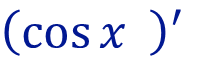 (cos x )′